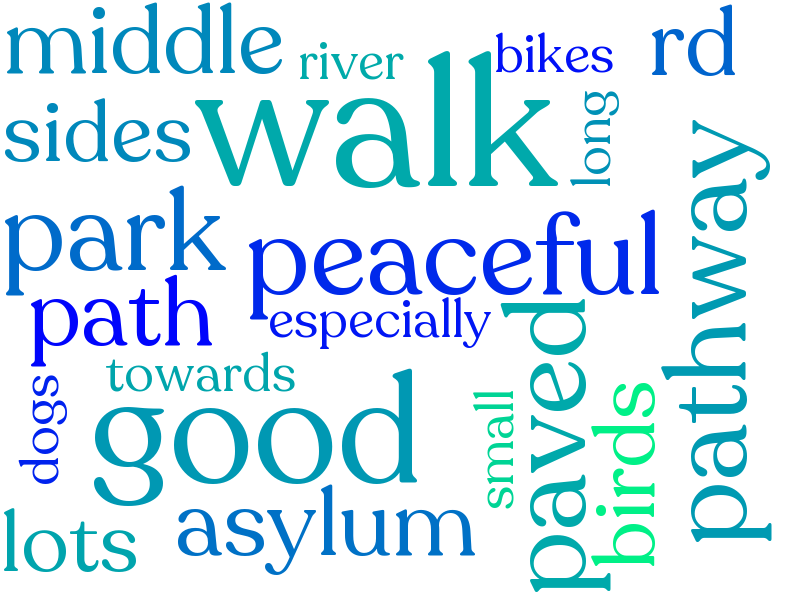 middle
river
bikes
rd
sides
walk
long
pathway
park
peaceful
path
especially
paved
towards
dogs
good
small
birds
lots
asylum